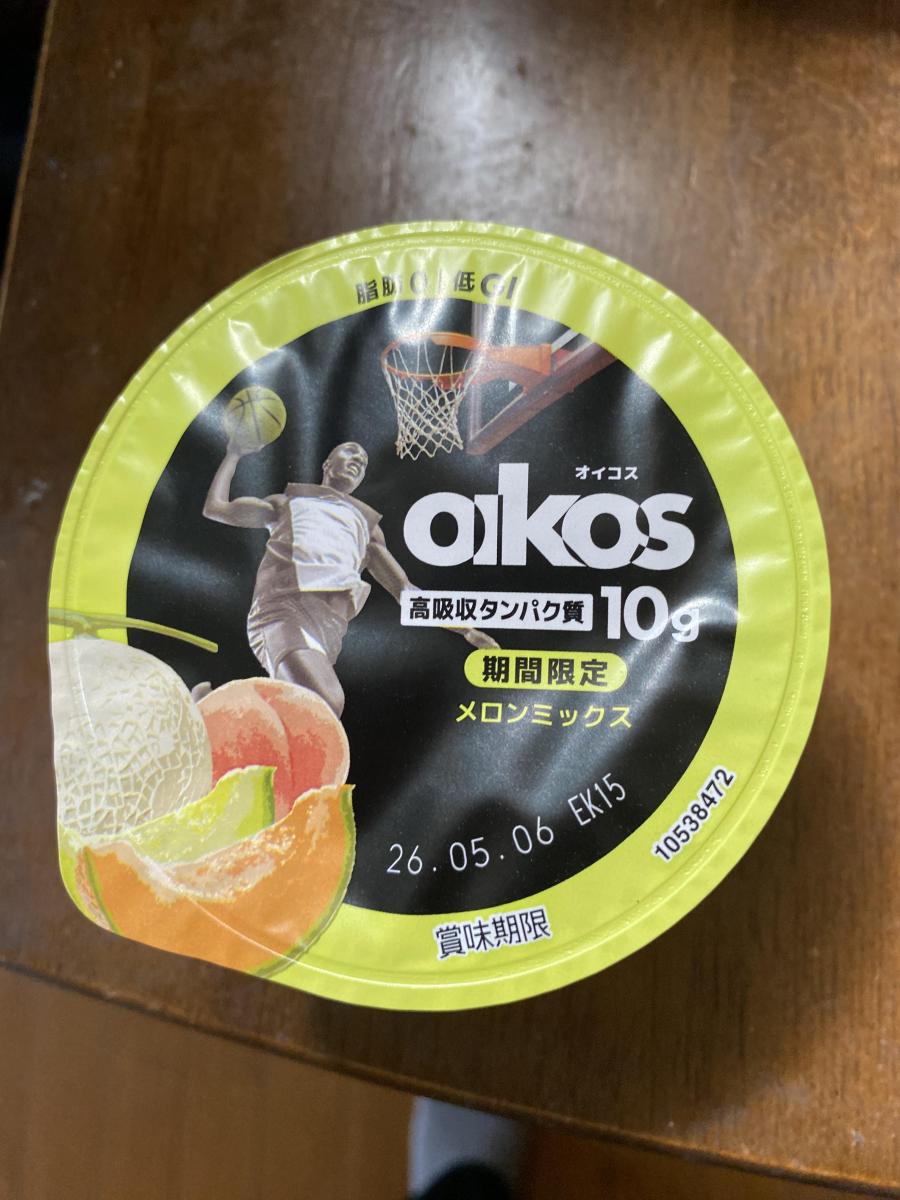 脂肪0 低GI
オイコス
oikos
高吸収タンパク質 10g
期間限定
メロンミックス
26.05.06 EK15
10538472
賞味期限